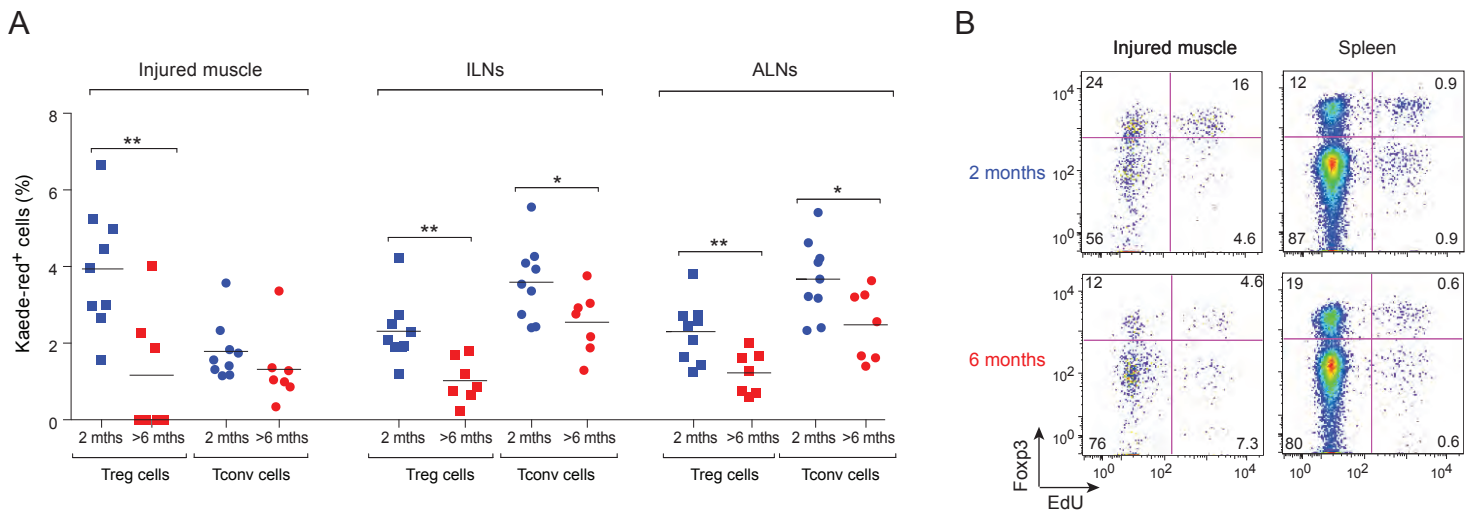 A
Injured muscle
ILNs
ALNs
Kaede-red+ cells (%)
8
6
4
2
0
**
**
*
**
*
2 mths >6 mths 2 mths >6 mths 2 mths >6 mths 2 mths >6 mths 2 mths >6 mths 2 mths >6 mths
Treg cells Tconv cells Treg cells Tconv cells Treg cells Tconv cells
B
Injured muscle Spleen
2 months
24 16 12 0.9
56 4.6 87 0.9
10^4
10^2
10^0
6 months
12 4.6 19 0.6
76 7.3 80 0.6
10^4
10^2
10^0
10^0 10^2 10^4 10^0 10^2 10^4
Foxp3
EdU